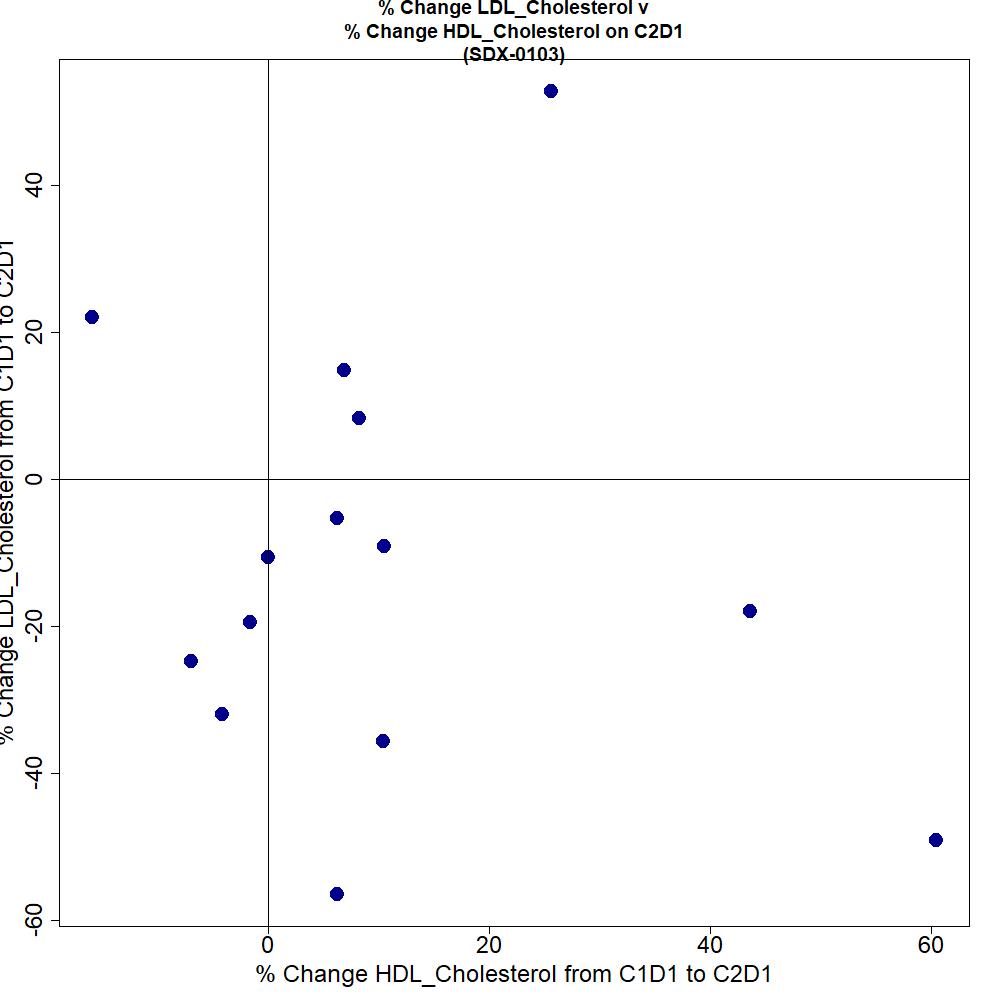 % Change LDL_Cholesterol v
% Change HDL_Cholesterol on C2D1
(SDX-0103)
% Change LDL_Cholesterol from C1D1 to C2D1
40
20
0
-20
-40
-60
0
20
40
60
% Change HDL_Cholesterol from C1D1 to C2D1